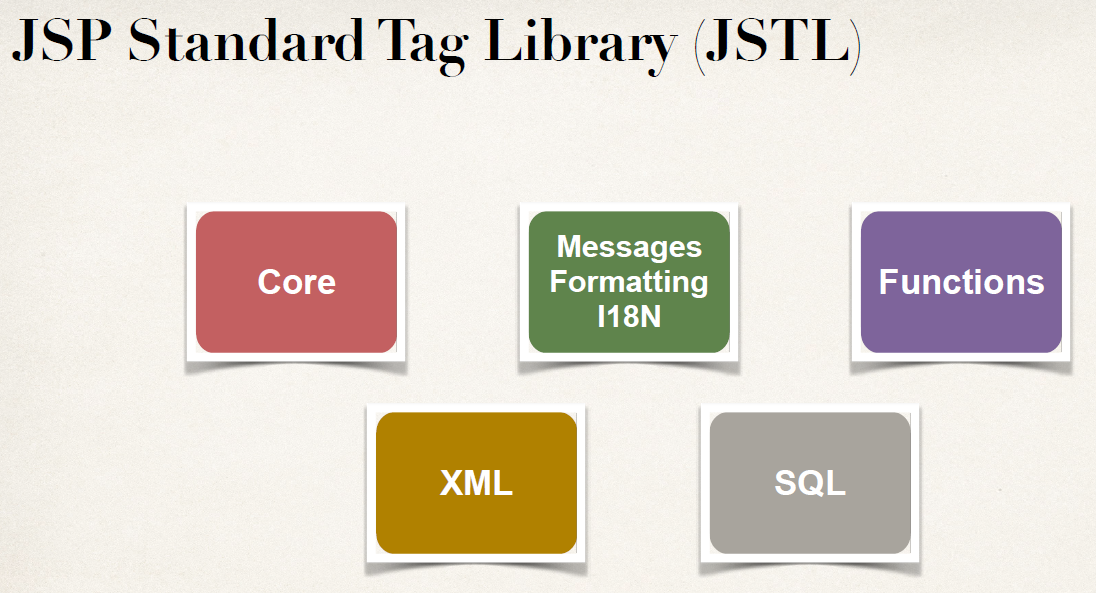 JSP Standard Tag Library (JSTL)
Core
Messages
Formatting
I18N
Functions
XML
SQL